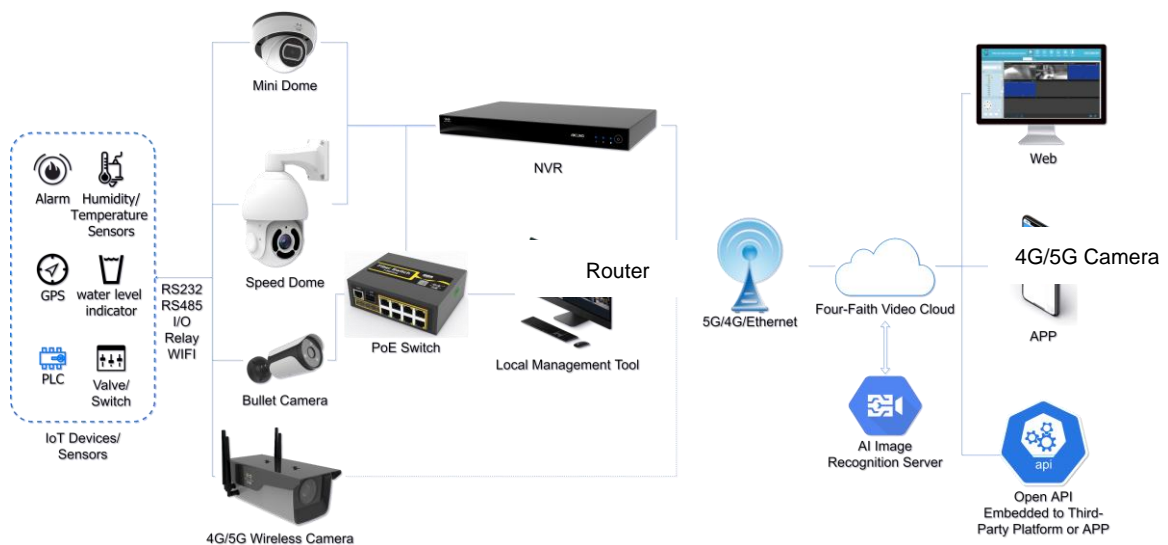 Mini Dome
NVR
Web
Alarm
Humidity/
Temperature
Sensors
GPS
water level
indicator
PLC
Valve/
Switch
IoT Devices/
Sensors
RS232
RS485
I/O
Relay
WIFI
Speed Dome
Bullet Camera
4G/5G Wireless Camera
PoE Switch
Router
Local Management Tool
5G/4G/Ethernet
Four-Faith Video Cloud
AI Image
Recognition Server
4G/5G Camera
APP
api
Open API
Embedded to Third-
Party Platform or APP